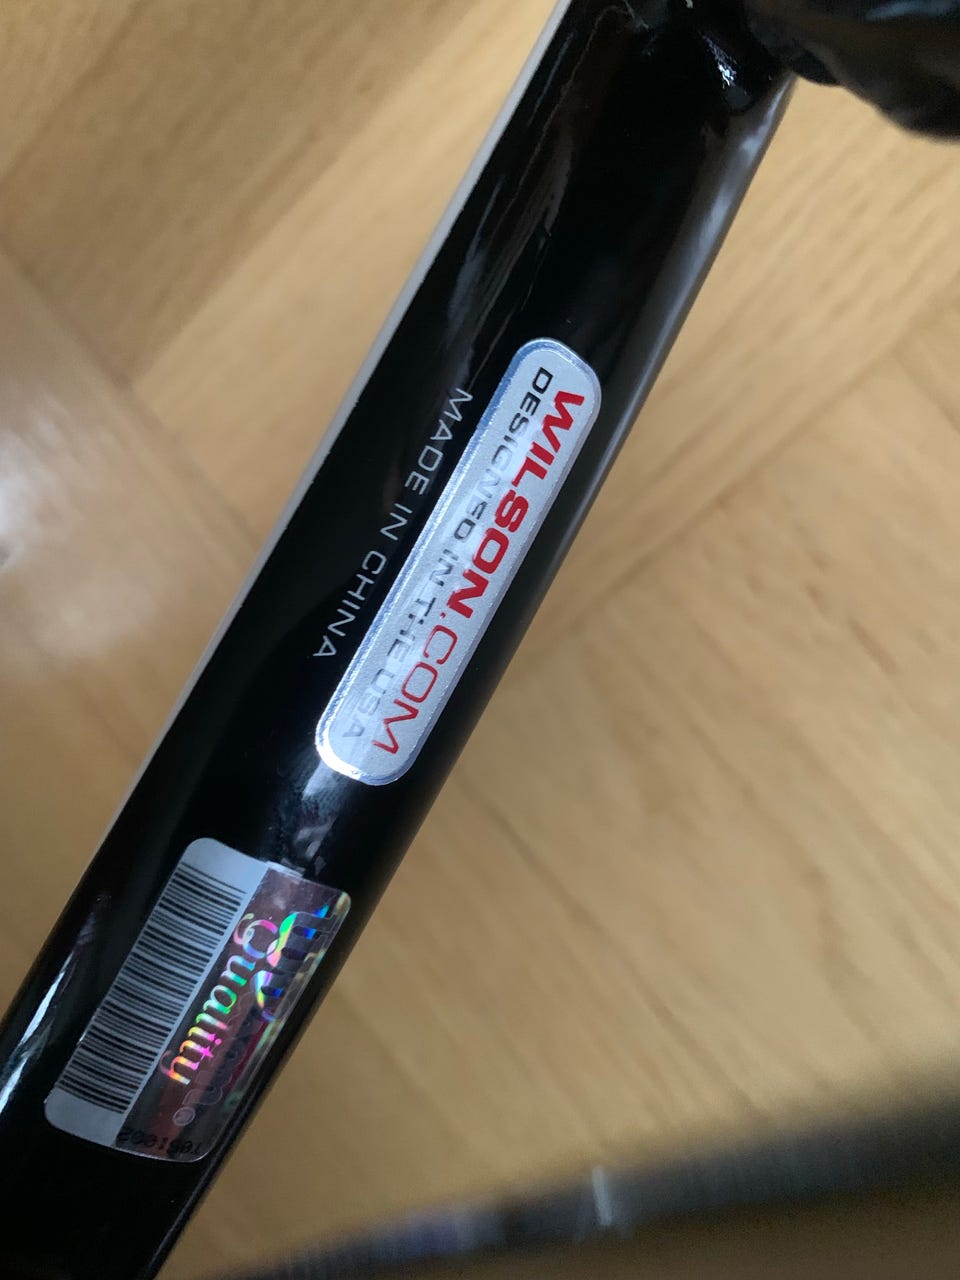 WILSON.COM
DESIGNED IN THE USA
MADE IN CHINA
Quality